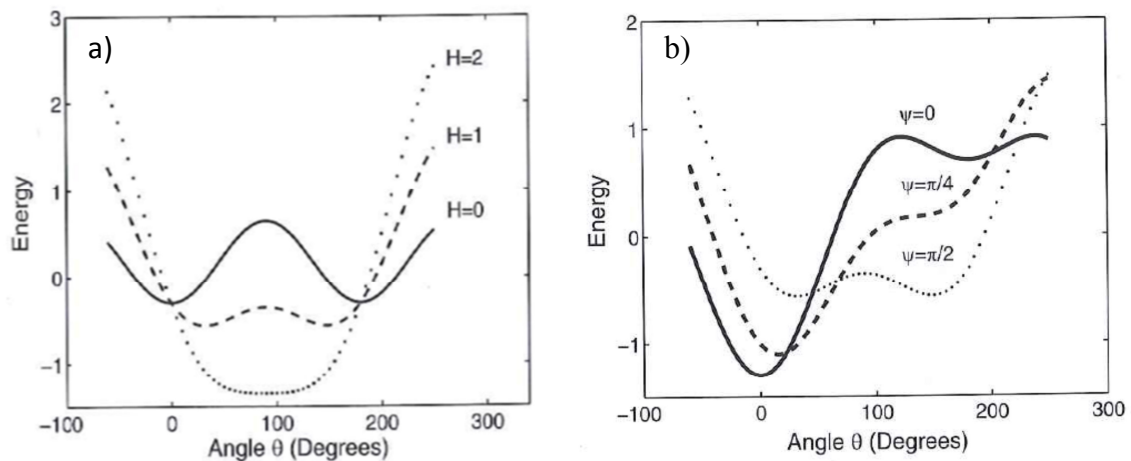 a)
3
2
1
0
−1
Energy
H=2
H=1
H=0
−100
0
100
200
300
Angle θ (Degrees)
b)
2
1
0
−1
Energy
ψ=0
ψ=π/4
ψ=π/2
−100
0
100
200
300
Angle θ (Degrees)